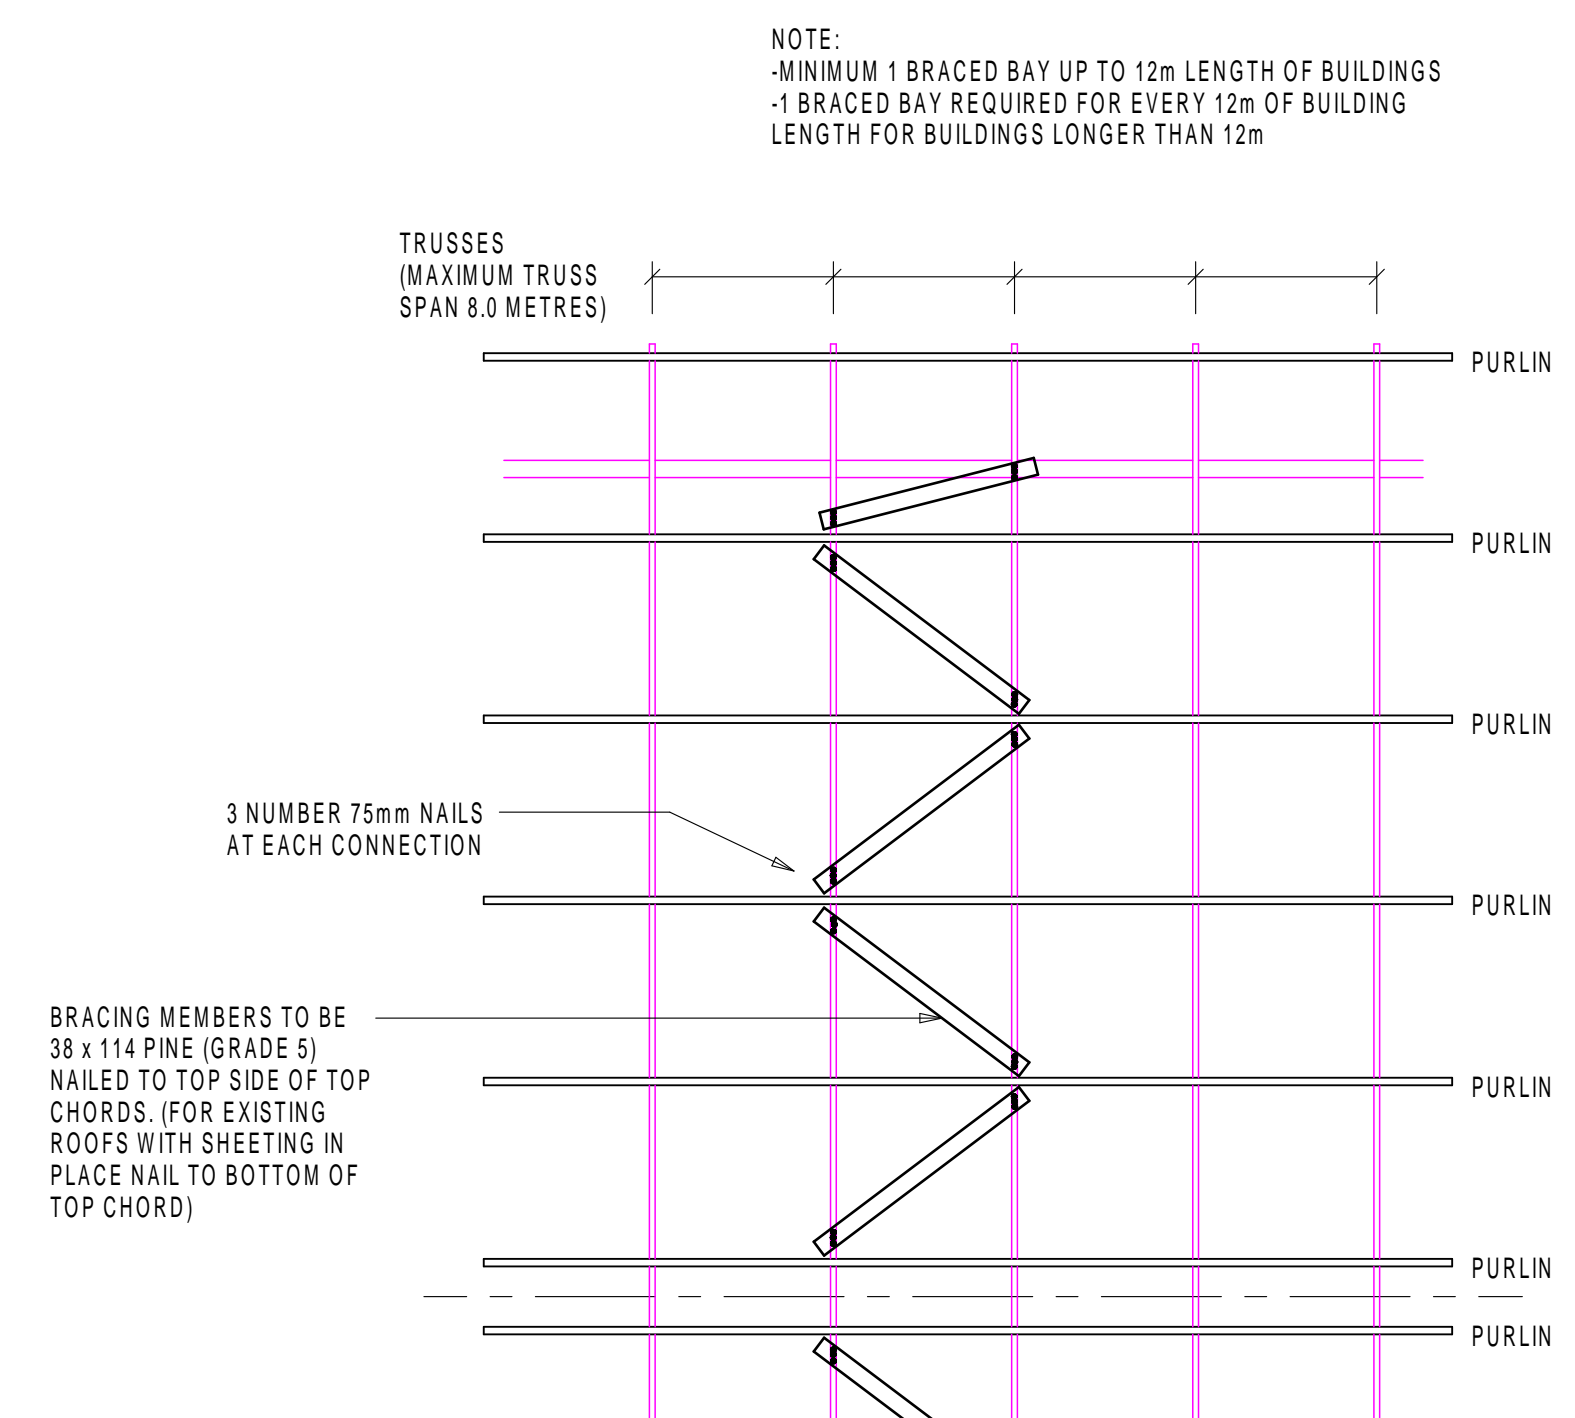 NOTE:
-MINIMUM 1 BRACED BAY UP TO 12m LENGTH OF BUILDINGS
-1 BRACED BAY REQUIRED FOR EVERY 12m OF BUILDING
LENGTH FOR BUILDINGS LONGER THAN 12m
TRUSSES
(MAXIMUM TRUSS
SPAN 8.0 METRES)
PURLIN
PURLIN
PURLIN
3 NUMBER 75mm NAILS
AT EACH CONNECTION
PURLIN
BRACING MEMBERS TO BE
38 x 114 PINE (GRADE 5)
NAILED TO TOP SIDE OF TOP
CHORDS. (FOR EXISTING
ROOFS WITH SHEETING IN
PLACE NAIL TO BOTTOM OF
TOP CHORD)
PURLIN
PURLIN
PURLIN